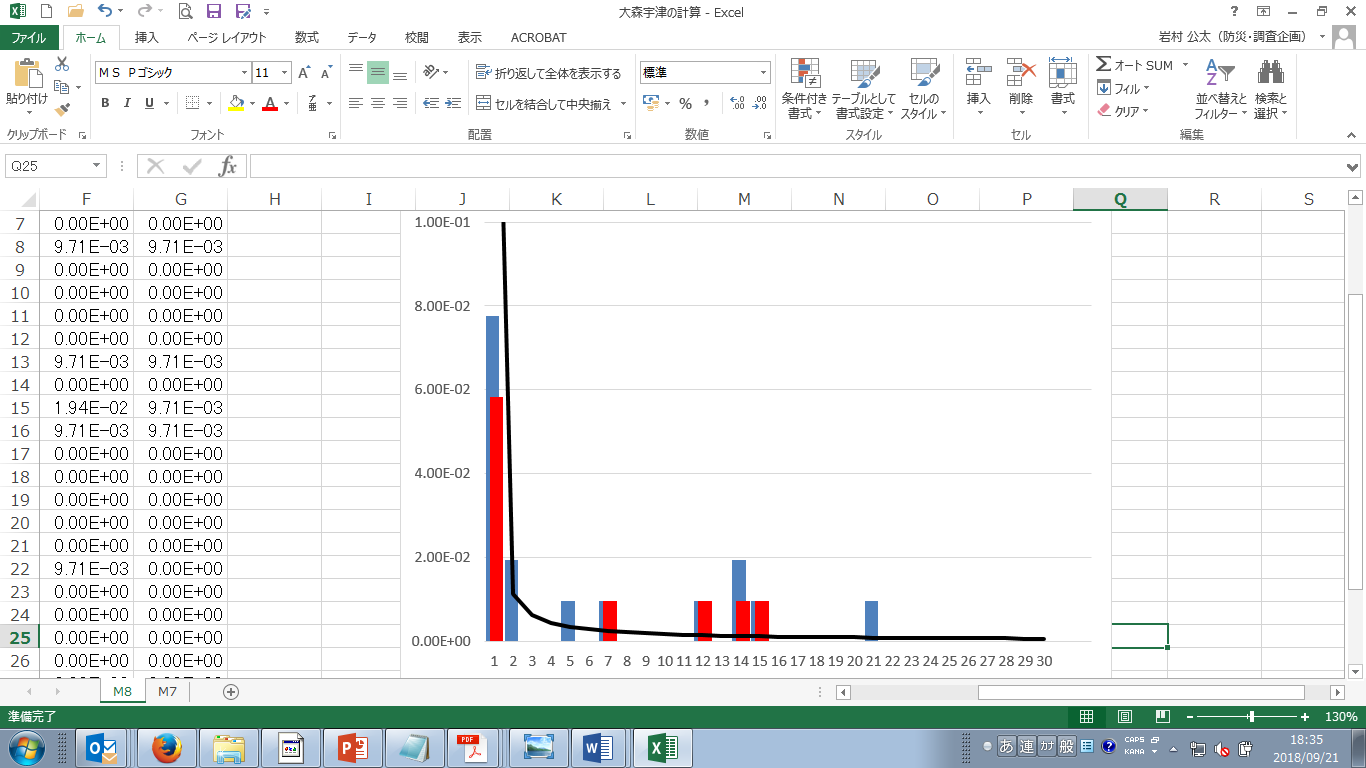 大森宇津の計算 - Excel
ファイル ホーム 挿入 ページ レイアウト 数式 データ 校閲 表示 ACROBAT 岩村 公太（防災・調査企画）
ＭＳ Ｐゴシック 11 折り返して全体を表示する 標準 オート SUM
貼り付け B I U セルを結合して中央揃え % 条件付き書式 テーブルとして書式設定 セルのスタイル 挿入 削除 書式 フィル クリア 並べ替えとフィルター 検索と選択
クリップボード フォント 配置 数値 スタイル セル 編集
Q25 fx
F G H I J K L M N O P Q R S
7 0.00E+00 0.00E+00
8 9.71E-03 9.71E-03
9 0.00E+00 0.00E+00
10 0.00E+00 0.00E+00
11 0.00E+00 0.00E+00
12 0.00E+00 0.00E+00
13 9.71E-03 9.71E-03
14 0.00E+00 0.00E+00
15 1.94E-02 9.71E-03
16 9.71E-03 9.71E-03
17 0.00E+00 0.00E+00
18 0.00E+00 0.00E+00
19 0.00E+00 0.00E+00
20 0.00E+00 0.00E+00
21 0.00E+00 0.00E+00
22 9.71E-03 0.00E+00
23 0.00E+00 0.00E+00
24 0.00E+00 0.00E+00
25 0.00E+00 0.00E+00
26 0.00E+00 0.00E+00
1.00E-01
8.00E-02
6.00E-02
4.00E-02
2.00E-02
0.00E+00
1 2 3 4 5 6 7 8 9 10 11 12 13 14 15 16 17 18 19 20 21 22 23 24 25 26 27 28 29 30
M8 M7
準備完了 130%
あ 連 カナ 般 CAPS KANA 18:35
2018/09/21